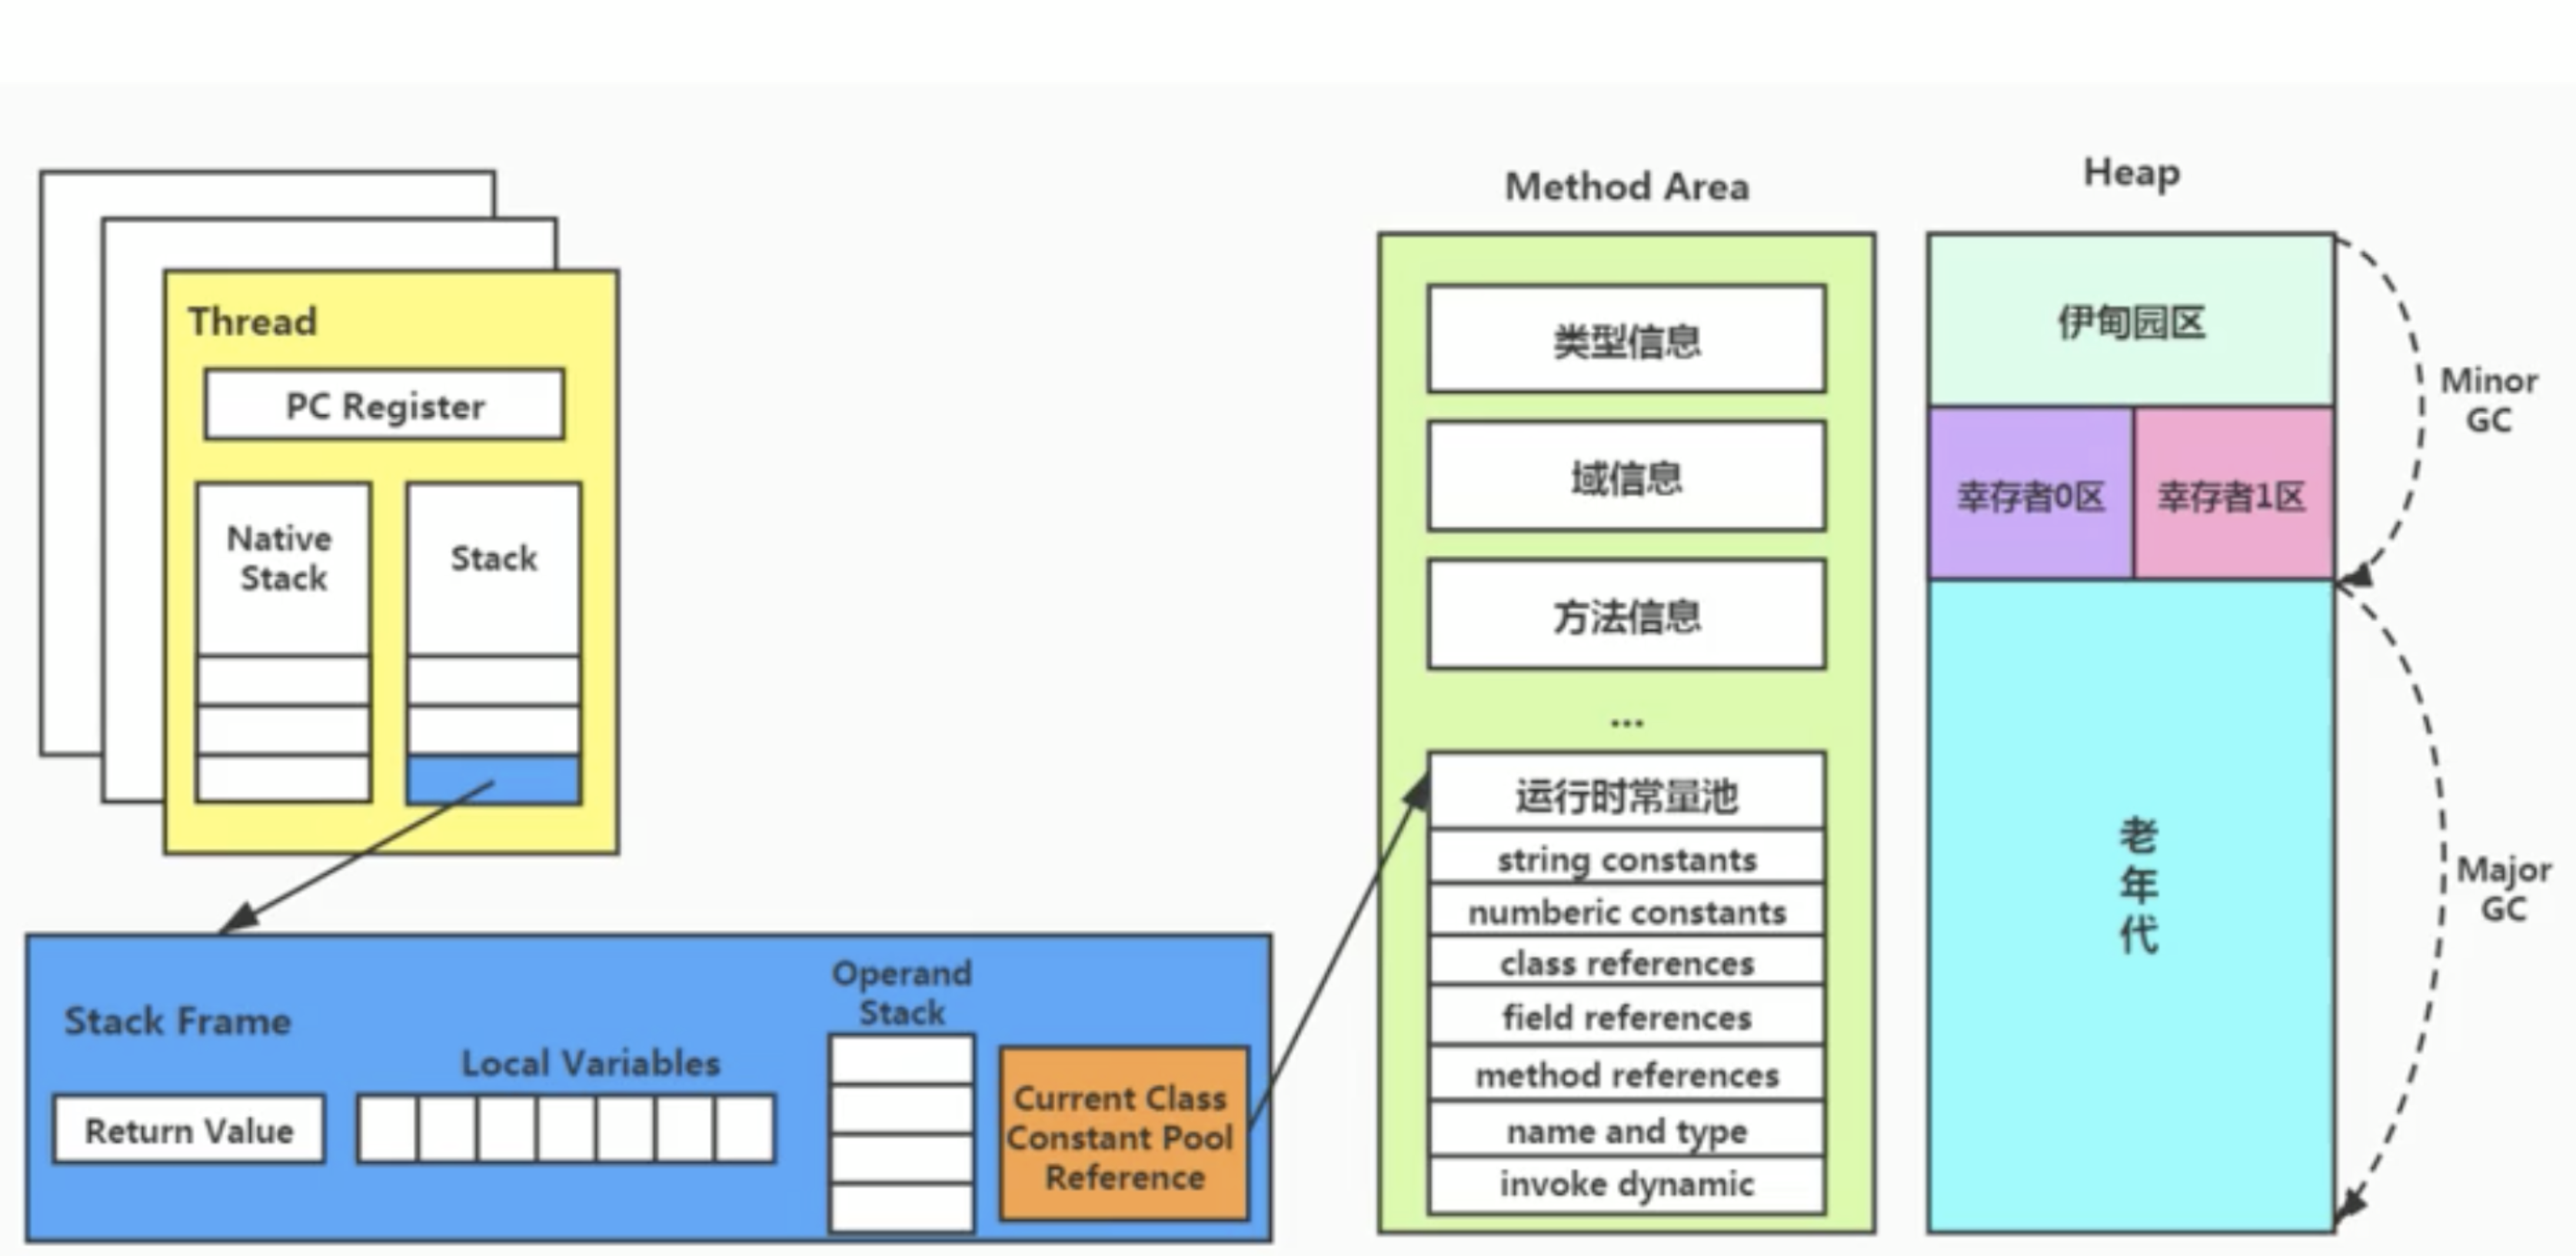 Thread
PC Register
Native
Stack
Stack
Stack Frame
Return Value
Local Variables
Operand
Stack
Current Class
Constant Pool
Reference
Method Area
类型信息
域信息
方法信息
...
运行时常量池
string constants
numberic constants
class references
field references
method references
name and type
invoke dynamic
Heap
伊甸园区
幸存者0区
幸存者1区
老
年
代
Minor
GC
Major
GC